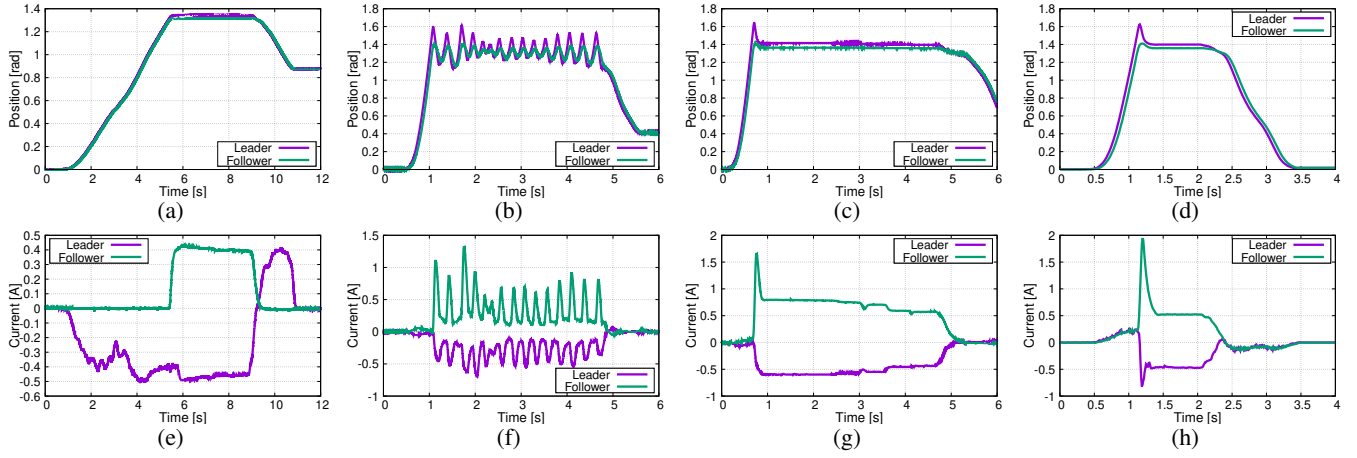 Position [rad]
1.4
1.2
1
0.8
0.6
0.4
0.2
0
0 2 4 6 8 10 12
Time [s]
Leader
Follower
(a)
Position [rad]
1.8
1.6
1.4
1.2
1
0.8
0.6
0.4
0.2
0
0 1 2 3 4 5 6
Time [s]
Leader
Follower
(b)
Position [rad]
1.8
1.6
1.4
1.2
1
0.8
0.6
0.4
0.2
0
0 1 2 3 4 5 6
Time [s]
Leader
Follower
(c)
Position [rad]
1.8
1.6
1.4
1.2
1
0.8
0.6
0.4
0.2
0
0 0.5 1 1.5 2 2.5 3 3.5 4
Time [s]
Leader
Follower
(d)
Current [A]
0.5
0.4
0.3
0.2
0.1
0
-0.1
-0.2
-0.3
-0.4
-0.5
-0.6
0 2 4 6 8 10 12
Time [s]
Leader
Follower
(e)
Current [A]
1.5
1
0.5
0
-0.5
-1
0 1 2 3 4 5 6
Time [s]
Leader
Follower
(f)
Current [A]
2
1.5
1
0.5
0
-0.5
-1
0 1 2 3 4 5 6
Time [s]
Leader
Follower
(g)
Current [A]
2
1.5
1
0.5
0
-0.5
-1
0 0.5 1 1.5 2 2.5 3 3.5 4
Time [s]
Leader
Follower
(h)